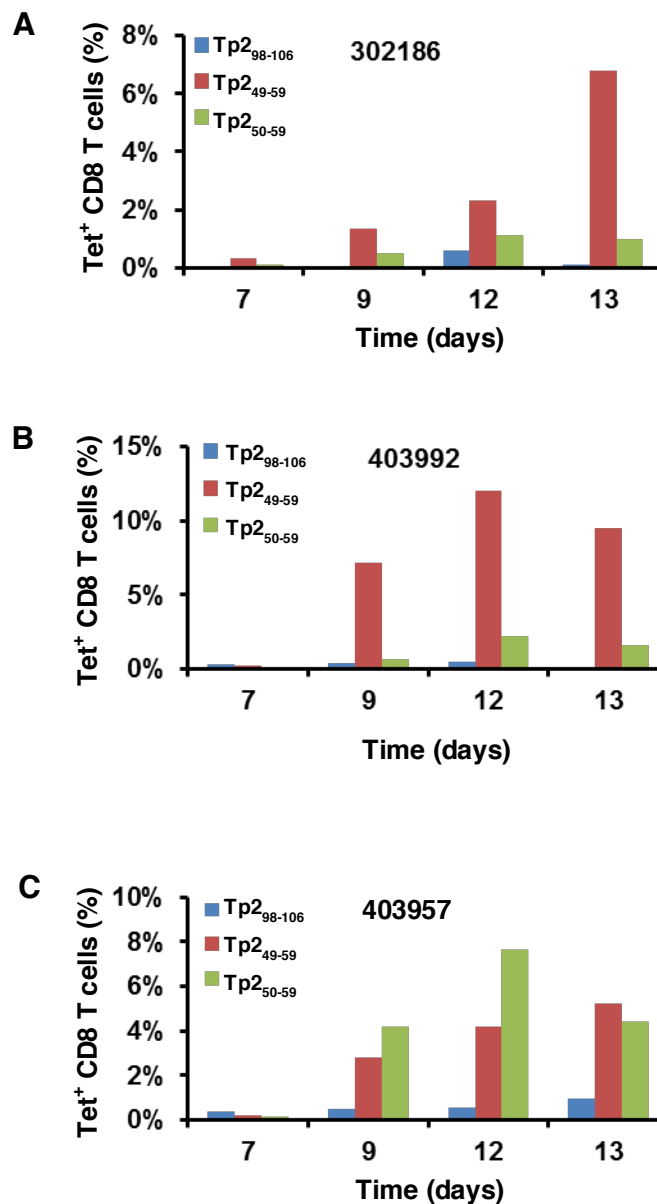 A
8%
6%
4%
2%
0%
Tet⁺ CD8 T cells (%)
302186
Tp2₉₈₋₁₀₆
Tp2₄₉₋₅₉
Tp2₅₀₋₅₉
7 9 12 13
Time (days)
B
15%
10%
5%
0%
Tet⁺ CD8 T cells (%)
403992
Tp2₉₈₋₁₀₆
Tp2₄₉₋₅₉
Tp2₅₀₋₅₉
7 9 12 13
Time (days)
C
10%
8%
6%
4%
2%
0%
Tet⁺ CD8 T cells (%)
403957
Tp2₉₈₋₁₀₆
Tp2₄₉₋₅₉
Tp2₅₀₋₅₉
7 9 12 13
Time (days)